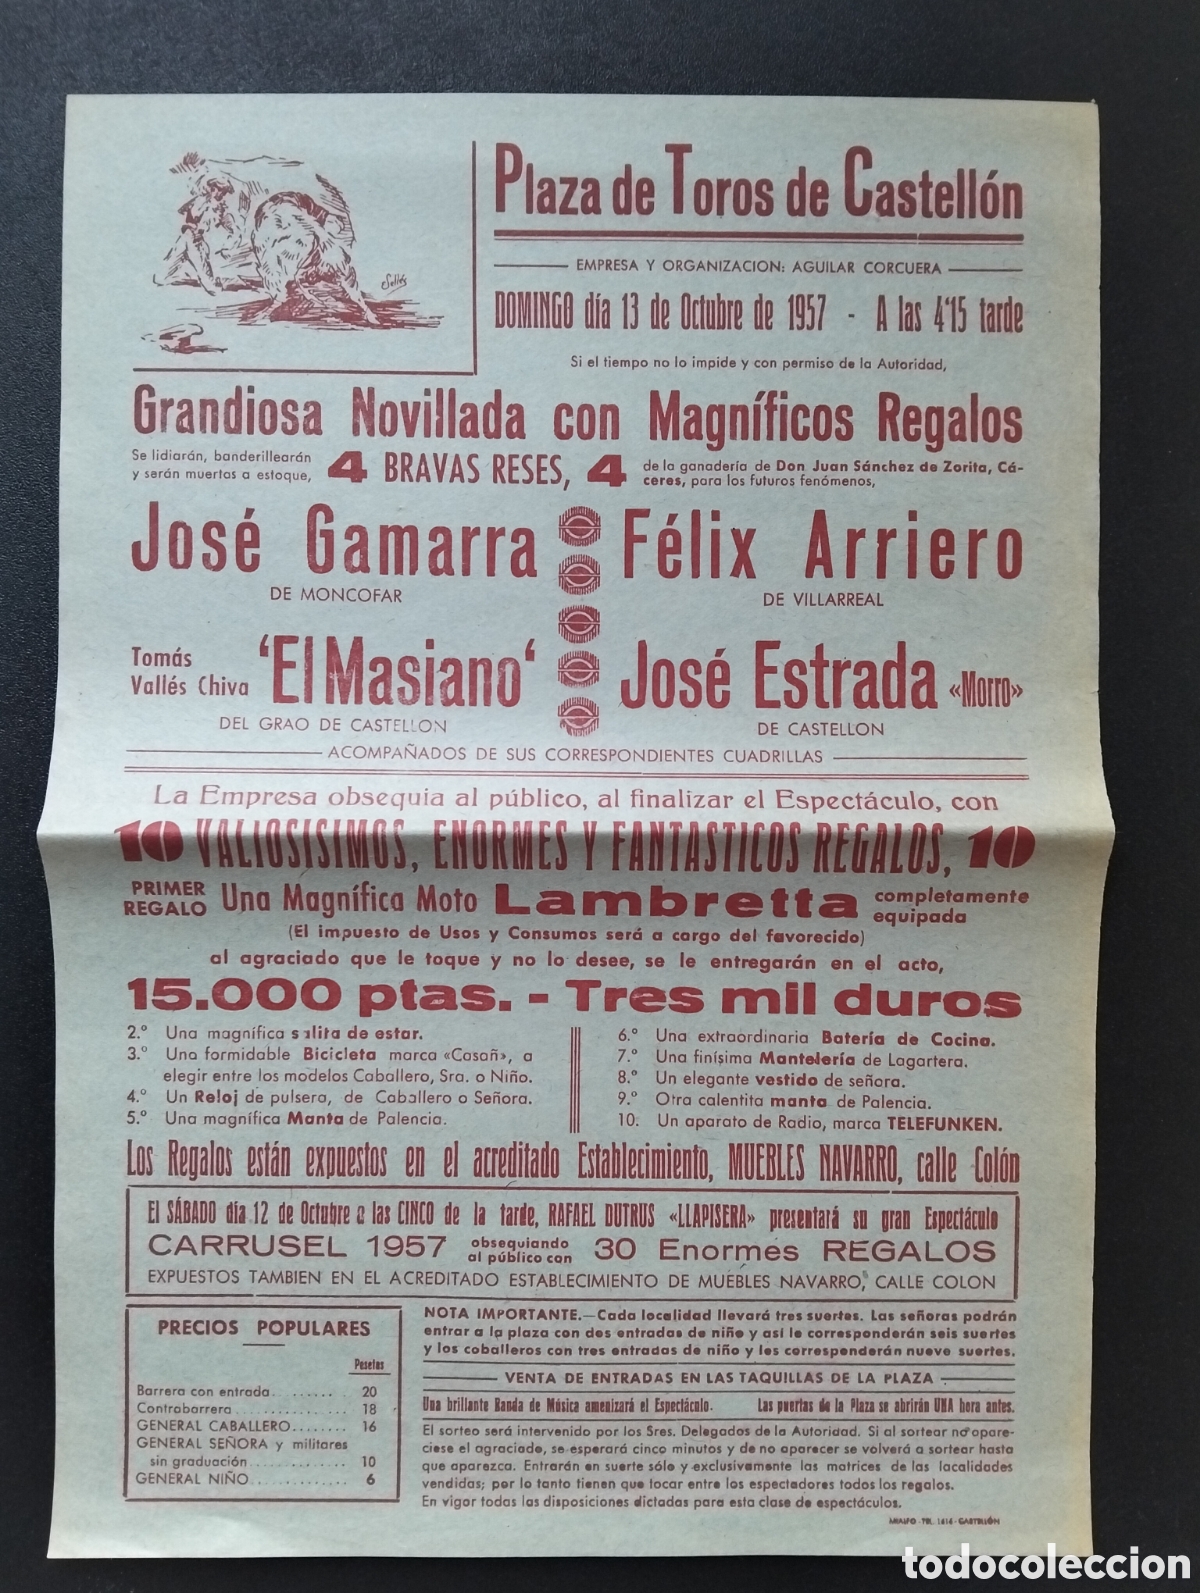 Sellés
Plaza de Toros de Castellón
EMPRESA Y ORGANIZACION: AGUILAR CORCUERA
DOMINGO día 13 de Octubre de 1957 - A las 4'15 tarde
Si el tiempo no lo impide y con permiso de la Autoridad,
Grandiosa Novillada con Magníficos Regalos
Se lidiarán, banderillearán
y serán muertas a estoque,
4 BRAVAS RESES, 4
de la ganadería de Don Juan Sánchez de Zorita, Cá-
ceres, para los futuros fenómenos,
José Gamarra
DE MONCOFAR
Félix Arriero
DE VILLARREAL
Tomás
Vallés Chiva
'El Masiano'
DEL GRAO DE CASTELLON
José Estrada «Morro»
DE CASTELLON
ACOMPAÑADOS DE SUS CORRESPONDIENTES CUADRILLAS
La Empresa obsequia al público, al finalizar el Espectáculo, con
10 VALIOSISIMOS, ENORMES Y FANTASTICOS REGALOS, 10
PRIMER
REGALO
Una Magnífica Moto Lambretta
completamente
equipada
(El impuesto de Usos y Consumos será a cargo del favorecido)
al agraciado que le toque y no lo desee, se le entregarán en el acto,
15.000 ptas. - Tres mil duros
2.º Una magnífica salita de estar.
3.º Una formidable Bicicleta marca «Casañ», a
elegir entre los modelos Caballero, Sra. o Niño.
4.º Un Reloj de pulsera, de Caballero o Señora.
5.º Una magnífica Manta de Palencia.
6.º Una extraordinaria Batería de Cocina.
7.º Una finísima Mantelería de Lagartera.
8.º Un elegante vestido de señora.
9.º Otra calentita manta de Palencia.
10. Un aparato de Radio, marca TELEFUNKEN.
Los Regalos están expuestos en el acreditado Establecimiento, MUEBLES NAVARRO, calle Colón
El SÁBADO día 12 de Octubre a las CINCO de la tarde, RAFAEL DUTRUS «LLAPISERA» presentará su gran Espectáculo
CARRUSEL 1957 obsequiando
al público con 30 Enormes REGALOS
EXPUESTOS TAMBIEN EN EL ACREDITADO ESTABLECIMIENTO DE MUEBLES NAVARRO, CALLE COLON
PRECIOS POPULARES
Pesetas
Barrera con entrada.......... 20
Contrabarrera............ 18
GENERAL CABALLERO........ 16
GENERAL SEÑORA y militares
sin graduación............. 10
GENERAL NIÑO............. 6
NOTA IMPORTANTE.—Cada localidad llevará tres suertes. Las señoras podrán
entrar a la plaza con dos entradas de niño y así le corresponderán seis suertes
y los caballeros con tres entradas de niño y les corresponderán nueve suertes.
VENTA DE ENTRADAS EN LAS TAQUILLAS DE LA PLAZA
Una brillante Banda de Música amenizará el Espectáculo. Las puertas de la Plaza se abrirán UNA hora antes.
El sorteo será intervenido por los Sres. Delegados de la Autoridad. Si al sortear no apare-
ciese el agraciado, se esperará cinco minutos y de no aparecer se volverá a sortear hasta
que aparezca. Entrarán en suerte sólo y exclusivamente las matrices de las lacalidades
vendidas; por lo tanto tienen que tocar entre los espectadores todos los regalos.
En vigor todas las disposiciones dictadas para esta clase de espectáculos.
MIALFO - TEL. 1614 - CASTELLÓN
todocoleccion